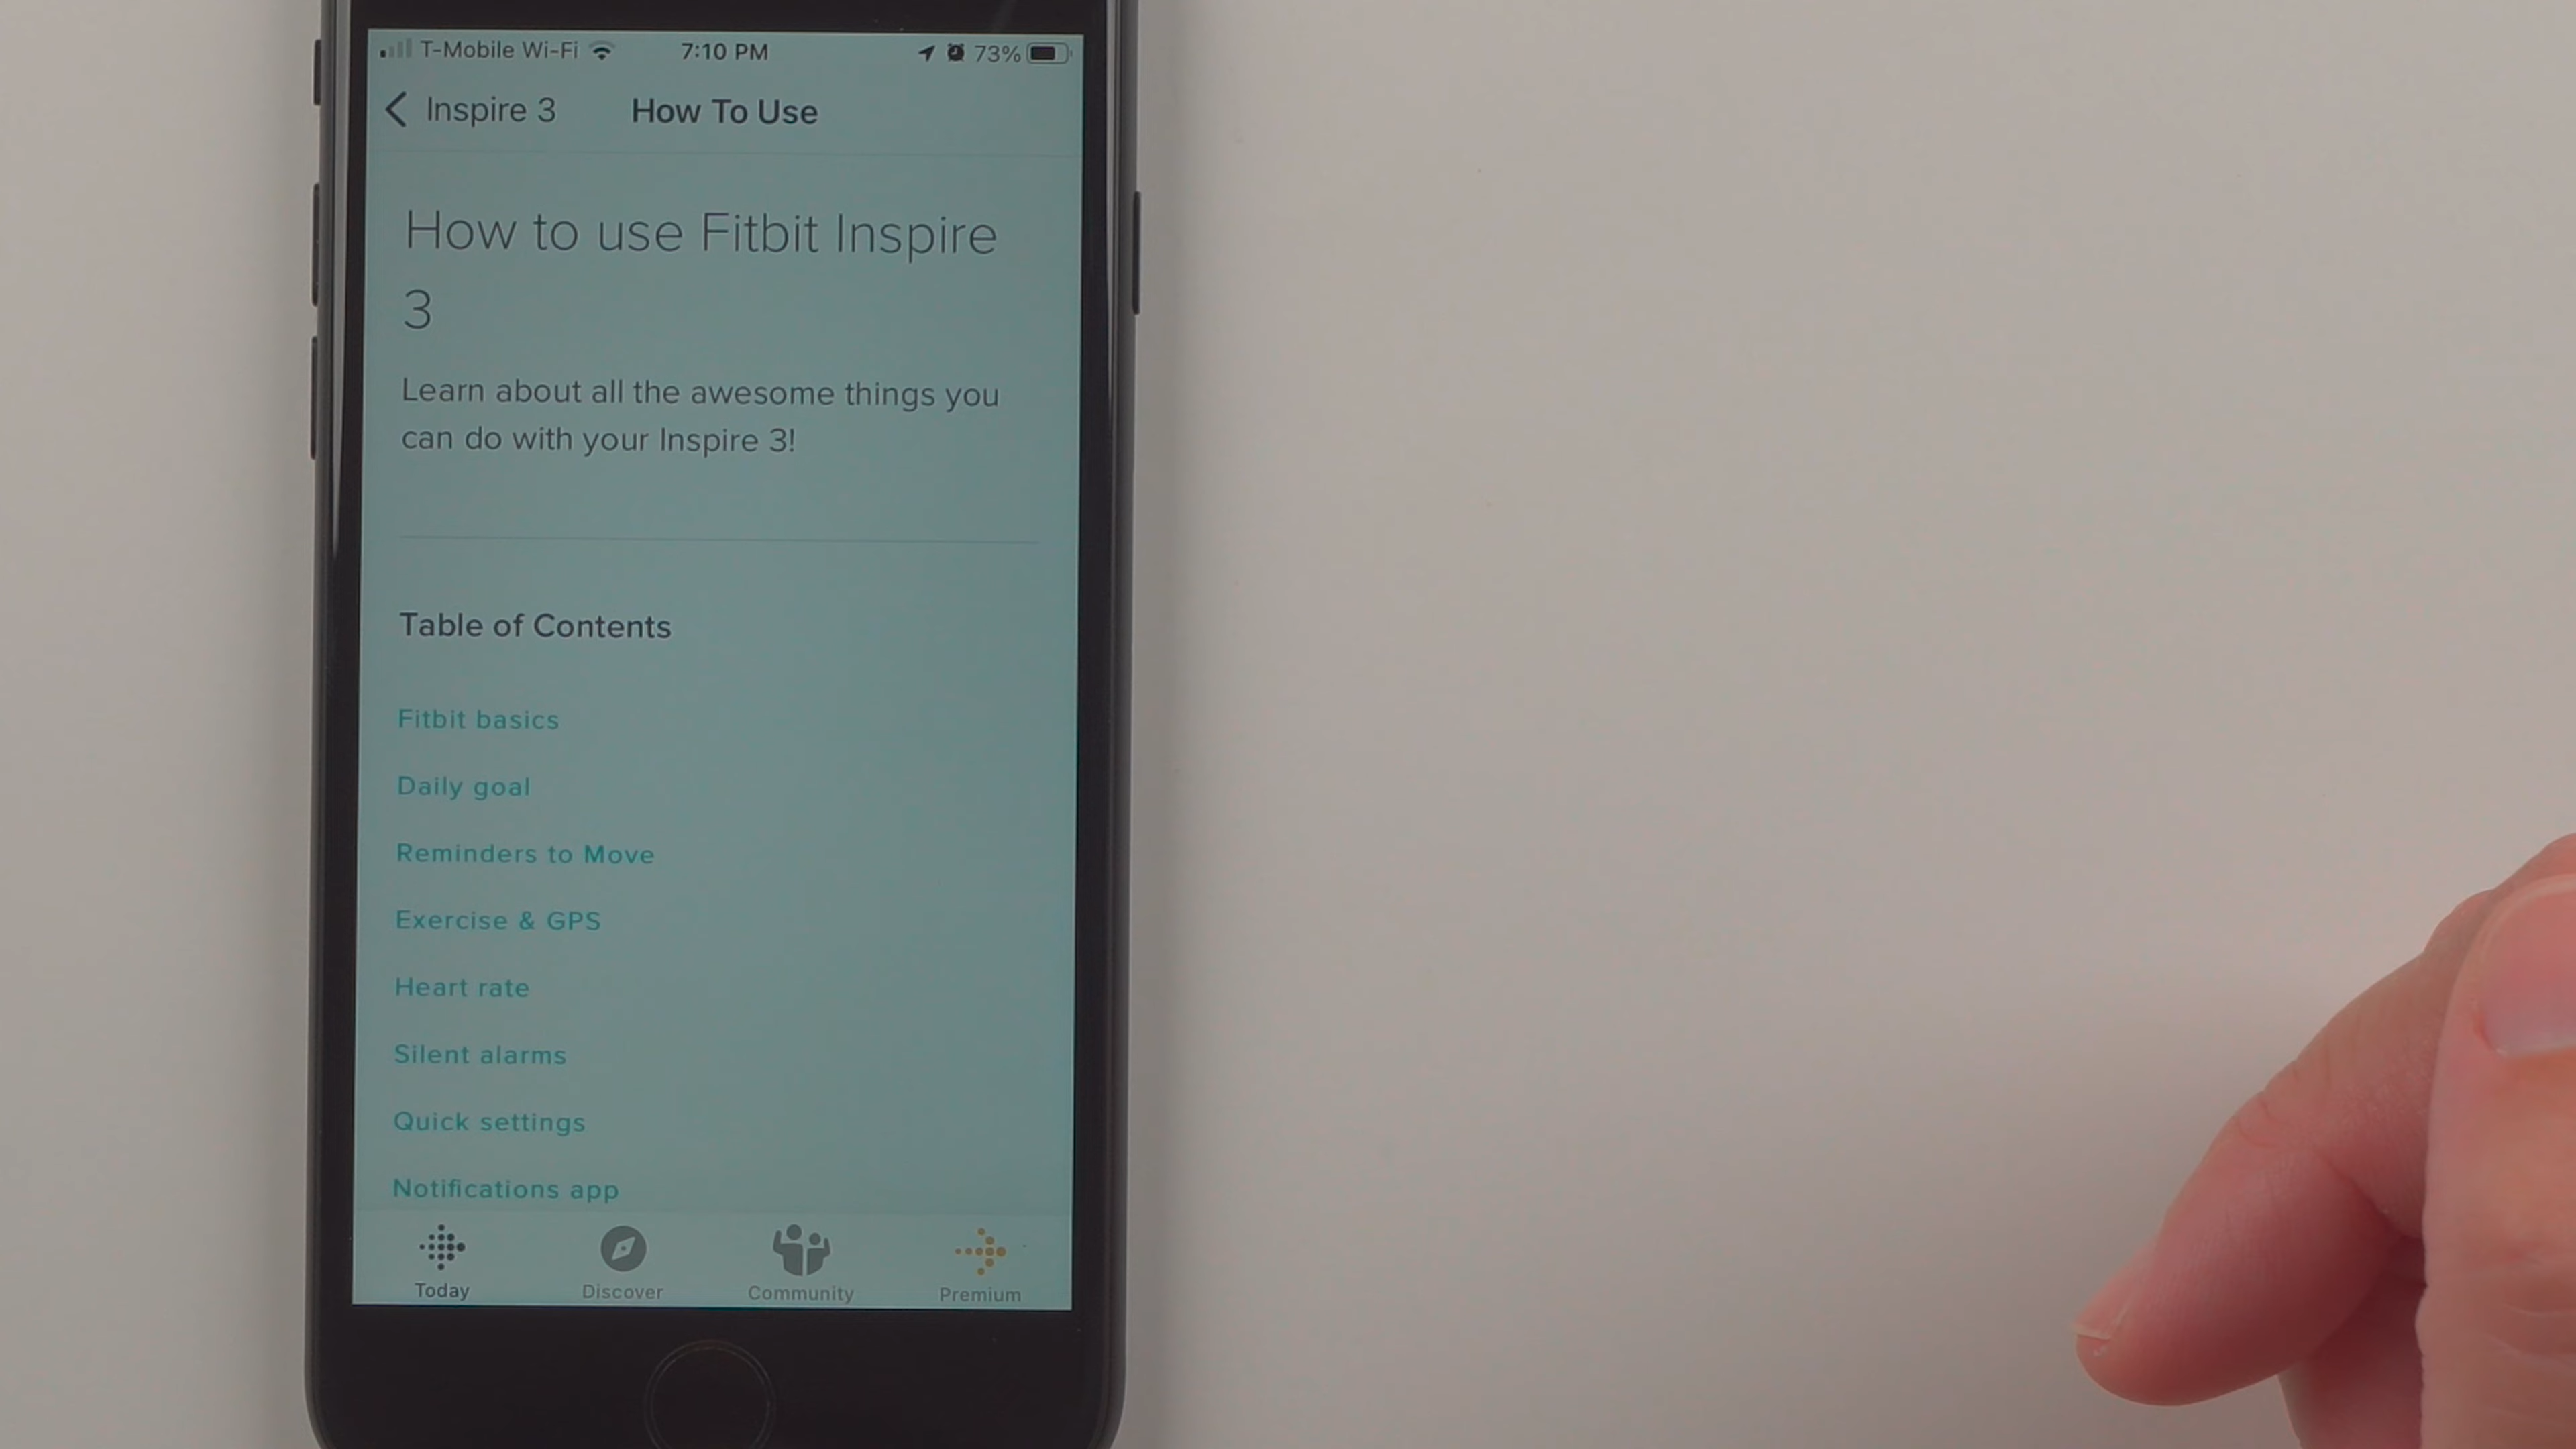 T-Mobile Wi-Fi 7:10 PM 73%
Inspire 3 How To Use
How to use Fitbit Inspire
3
Learn about all the awesome things you
can do with your Inspire 3!
Table of Contents
Fitbit basics
Daily goal
Reminders to Move
Exercise & GPS
Heart rate
Silent alarms
Quick settings
Notifications app
Today Discover Community Premium